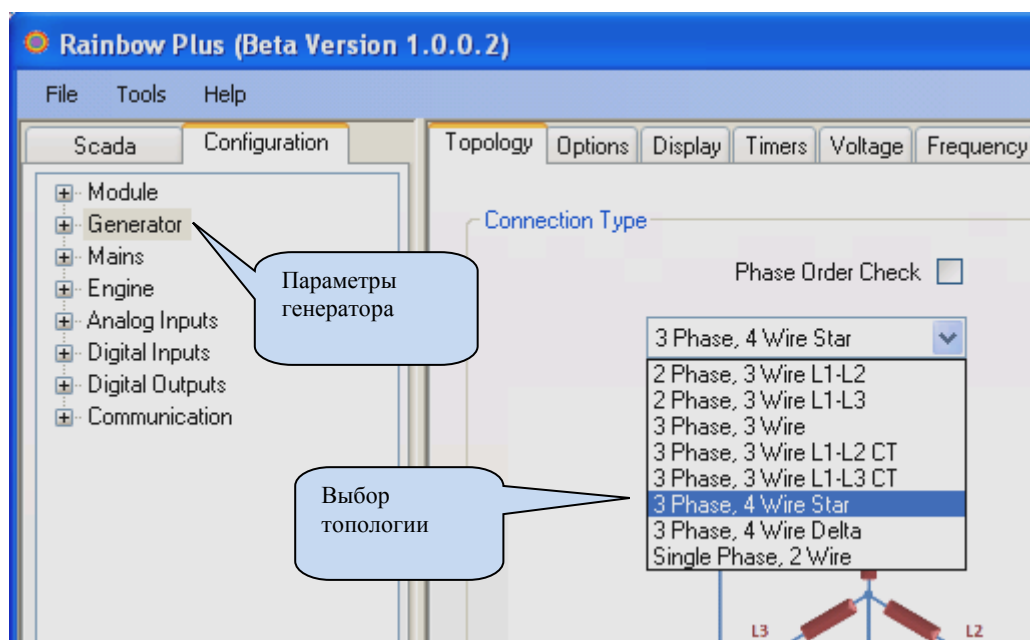 Rainbow Plus (Beta Version 1.0.0.2)
File Tools Help
Scada Configuration
Topology Options Display Timers Voltage Frequency
Module
Generator
Mains
Engine
Analog Inputs
Digital Inputs
Digital Outputs
Communication
Параметры
генератора
Connection Type
Phase Order Check
3 Phase, 4 Wire Star
2 Phase, 3 Wire L1-L2
2 Phase, 3 Wire L1-L3
3 Phase, 3 Wire
3 Phase, 3 Wire L1-L2 CT
3 Phase, 3 Wire L1-L3 CT
3 Phase, 4 Wire Star
3 Phase, 4 Wire Delta
Single Phase, 2 Wire
Выбор
топологии
L3 L2